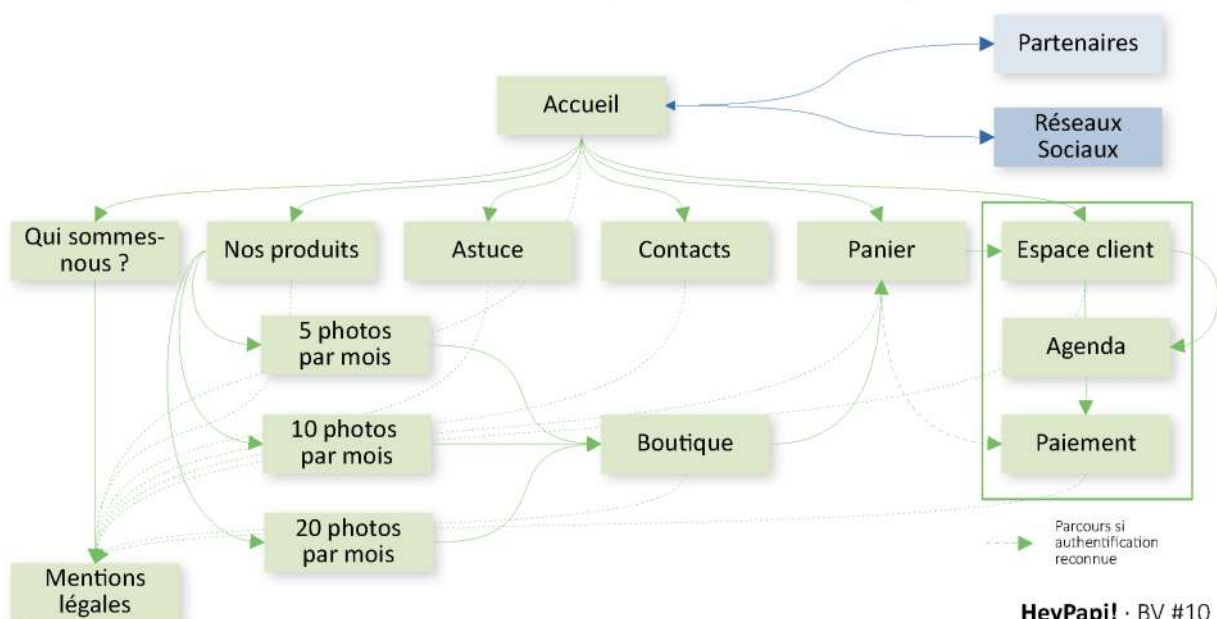 Partenaires
Accueil
Réseaux
Sociaux
Qui sommes-
nous ?
Nos produits
Astuce
Contacts
Panier
Espace client
5 photos
par mois
Agenda
10 photos
par mois
Boutique
Paiement
20 photos
par mois
Parcours si
authentification
reconnue
Mentions
légales
HeyPapi! · BV #10